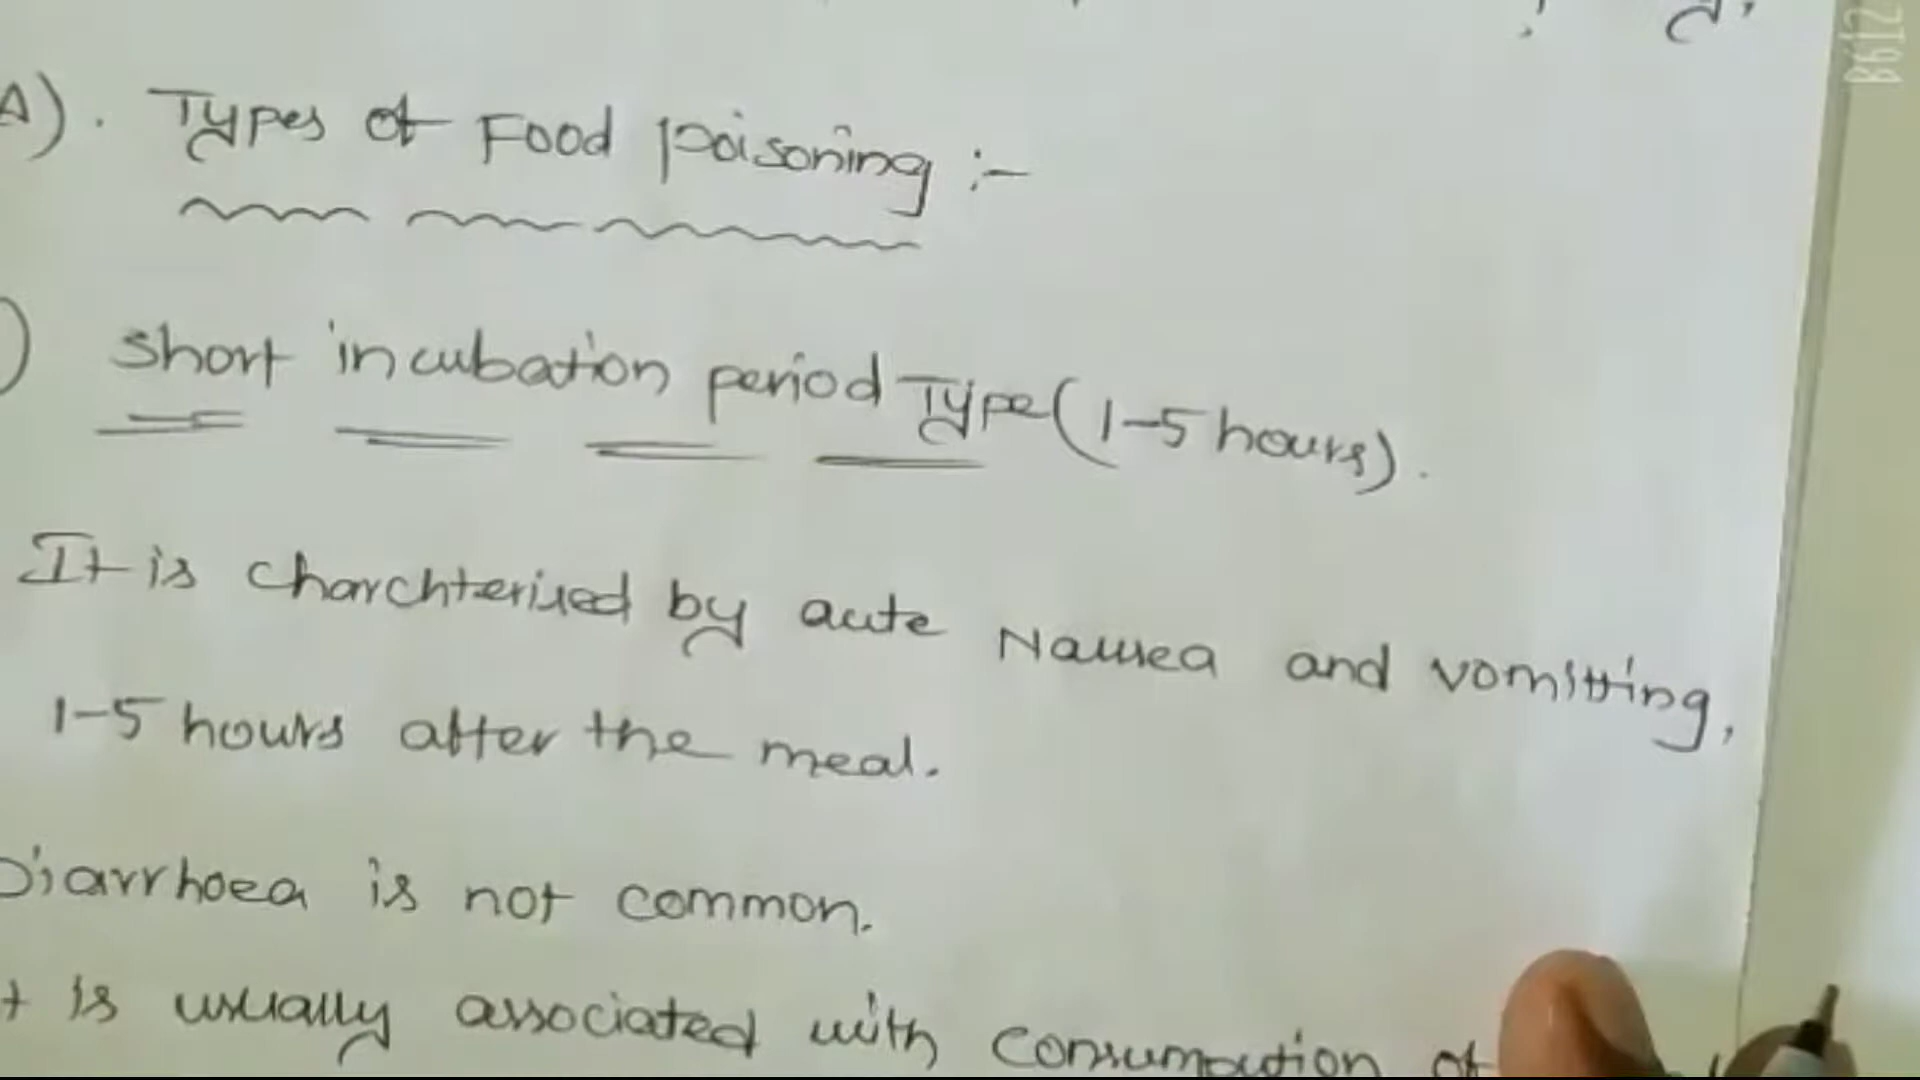 A). Types of Food poisoning :-
) short incubation period Type (1-5 hours).
It is charchterised by acute Nausea and vomitting,
1-5 hours after the meal.
Diarrhoea is not common.
t is usually associated with consumption of